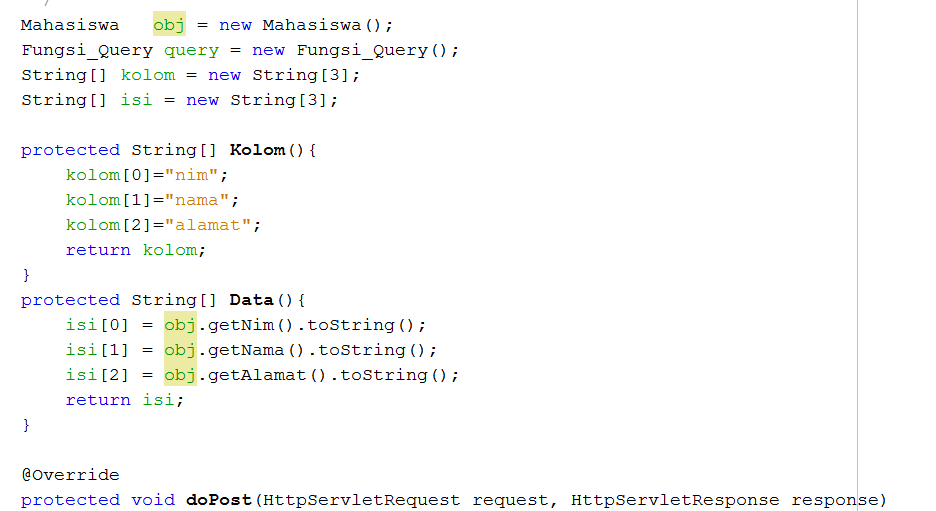 Mahasiswa   obj = new Mahasiswa();
Fungsi_Query query = new Fungsi_Query();
String[] kolom = new String[3];
String[] isi = new String[3];

protected String[] Kolom(){
    kolom[0]="nim";
    kolom[1]="nama";
    kolom[2]="alamat";
    return kolom;
}
protected String[] Data(){
    isi[0] = obj.getNim().toString();
    isi[1] = obj.getNama().toString();
    isi[2] = obj.getAlamat().toString();
    return isi;
}

@Override
protected void doPost(HttpServletRequest request, HttpServletResponse response)